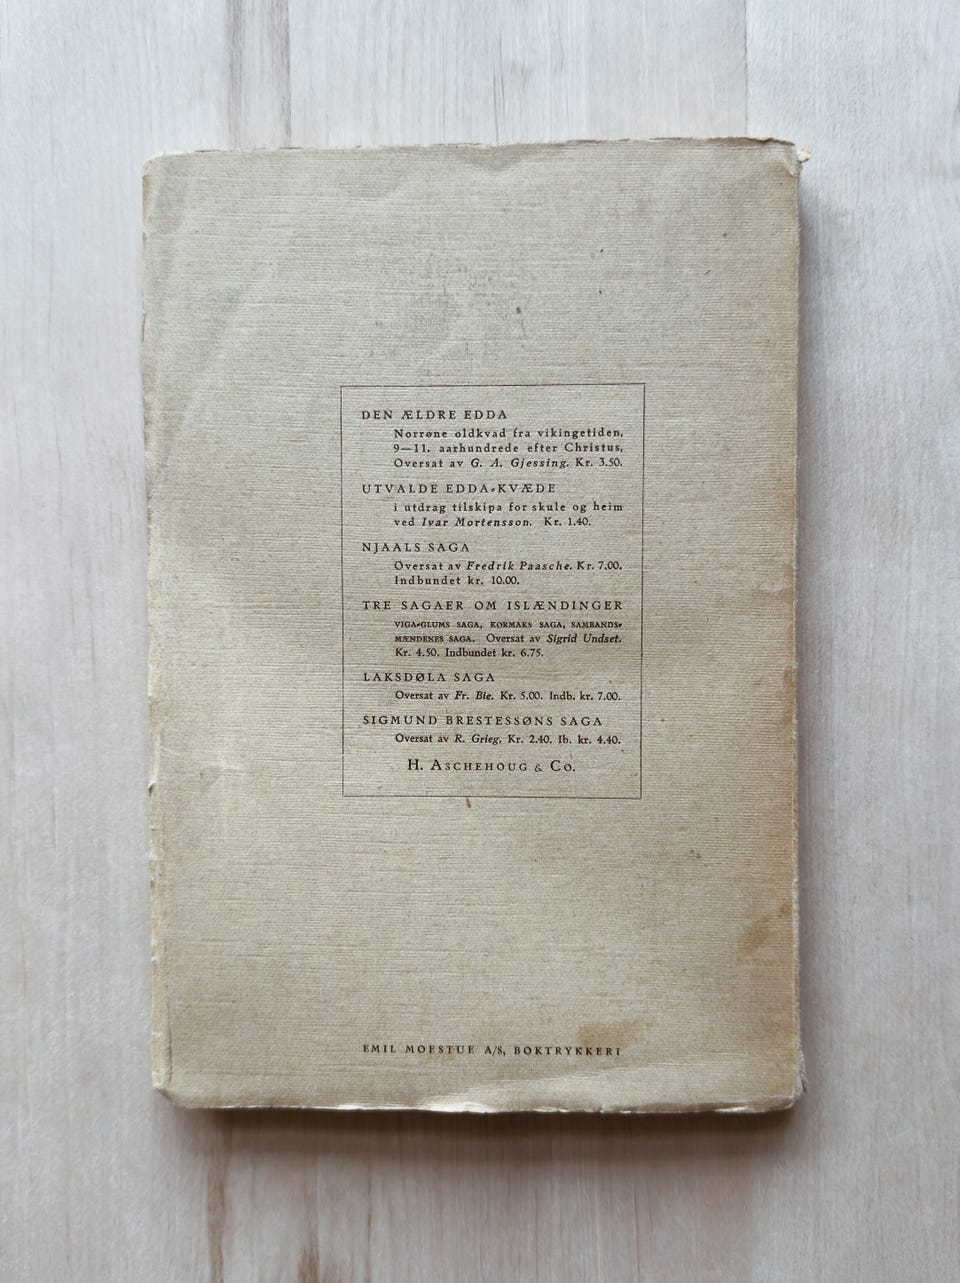 DEN ÆLDRE EDDA
Norrøne oldkvad fra vikingetiden,
9—11. aarhundrede efter Christus,
Oversat av G. A. Gjessing. Kr. 3.50.
UTVALDE EDDA-KVÆDE
i utdrag tilskipa for skule og heim
ved Ivar Mortensson. Kr. 1.40.
NJAALS SAGA
Oversat av Fredrik Paasche. Kr. 7.00.
Indbundet kr. 10.00.
TRE SAGAER OM ISLÆNDINGER
VIGA-GLUMS SAGA, KORMAKS SAGA, SAMBANDS-
MÆNDENES SAGA. Oversat av Sigrid Undset.
Kr. 4.50. Indbundet kr. 6.75.
LAKSDØLA SAGA
Oversat av Fr. Bie. Kr. 5.00. Indb. kr. 7.00.
SIGMUND BRESTESSØNS SAGA
Oversat av R. Grieg. Kr. 2.40. Ib. kr. 4.40.
H. ASCHEHOUG & CO.
EMIL MOESTUE A/S, BOKTRYKKERI